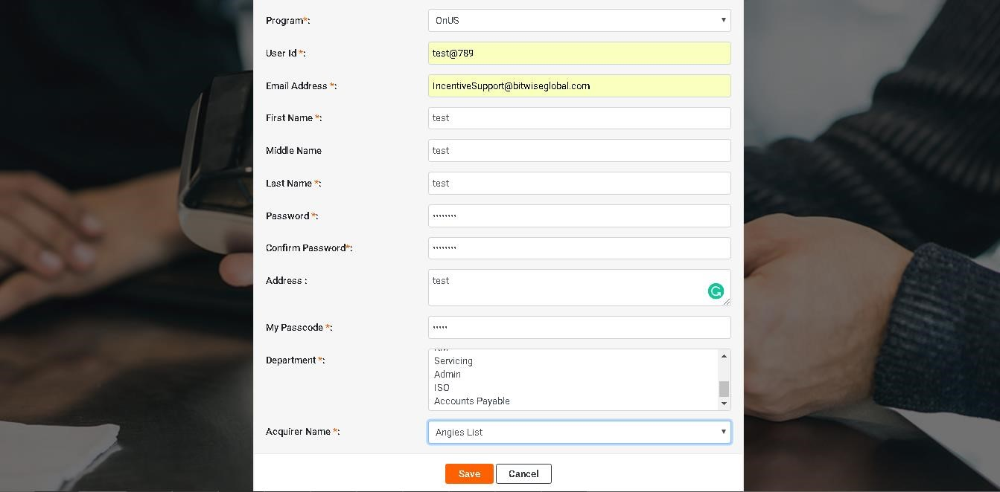 Program*: OnUS
User Id *: test@789
Email Address *: IncentiveSupport@bitwiseglobal.com
First Name *: test
Middle Name test
Last Name *: test
Password *: ········
Confirm Password*: ········
Address : test
My Passcode *: ·····
Department *:
Servicing
Admin
ISO
Accounts Payable
Acquirer Name *: Angies List
Save Cancel